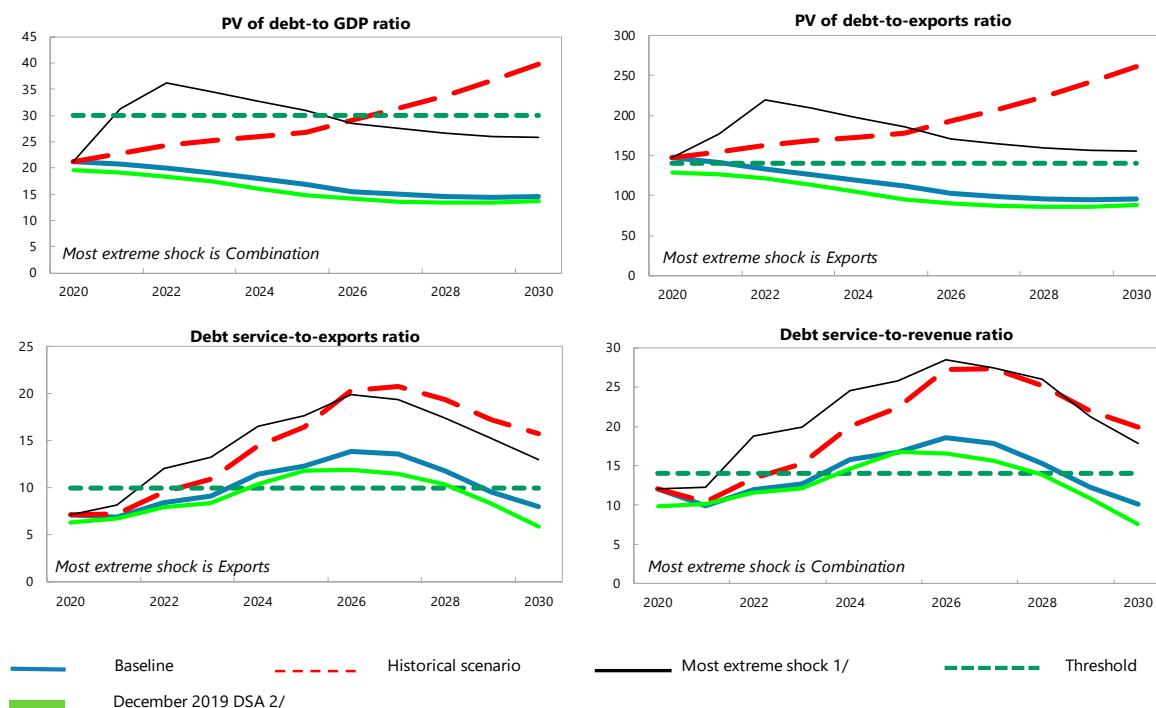 PV of debt-to GDP ratio
45
40
35
30
25
20
15
10
5
0
Most extreme shock is Combination
2020 2022 2024 2026 2028 2030
PV of debt-to-exports ratio
300
250
200
150
100
50
0
Most extreme shock is Exports
2020 2022 2024 2026 2028 2030
Debt service-to-exports ratio
25
20
15
10
5
0
Most extreme shock is Exports
2020 2022 2024 2026 2028 2030
Debt service-to-revenue ratio
30
25
20
15
10
5
0
Most extreme shock is Combination
2020 2022 2024 2026 2028 2030
Baseline Historical scenario Most extreme shock 1/ Threshold
December 2019 DSA 2/